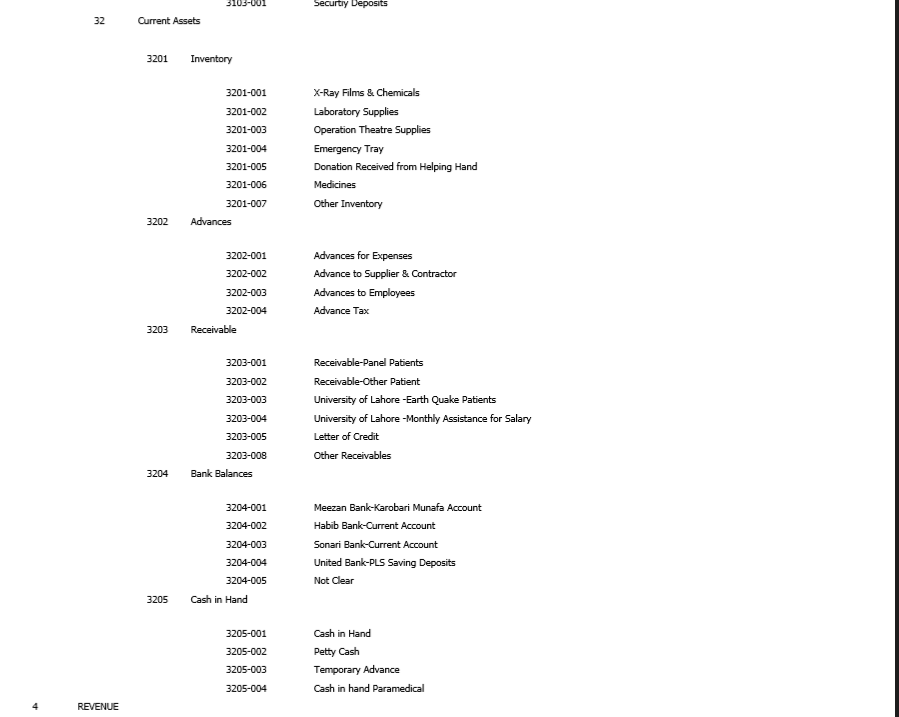 3103-001 Securtiy Deposits
32 Current Assets
3201 Inventory
3201-001 X-Ray Films & Chemicals
3201-002 Laboratory Supplies
3201-003 Operation Theatre Supplies
3201-004 Emergency Tray
3201-005 Donation Received from Helping Hand
3201-006 Medicines
3201-007 Other Inventory
3202 Advances
3202-001 Advances for Expenses
3202-002 Advance to Supplier & Contractor
3202-003 Advances to Employees
3202-004 Advance Tax
3203 Receivable
3203-001 Receivable-Panel Patients
3203-002 Receivable-Other Patient
3203-003 University of Lahore -Earth Quake Patients
3203-004 University of Lahore -Monthly Assistance for Salary
3203-005 Letter of Credit
3203-008 Other Receivables
3204 Bank Balances
3204-001 Meezan Bank-Karobari Munafa Account
3204-002 Habib Bank-Current Account
3204-003 Sonari Bank-Current Account
3204-004 United Bank-PLS Saving Deposits
3204-005 Not Clear
3205 Cash in Hand
3205-001 Cash in Hand
3205-002 Petty Cash
3205-003 Temporary Advance
3205-004 Cash in hand Paramedical
4 REVENUE